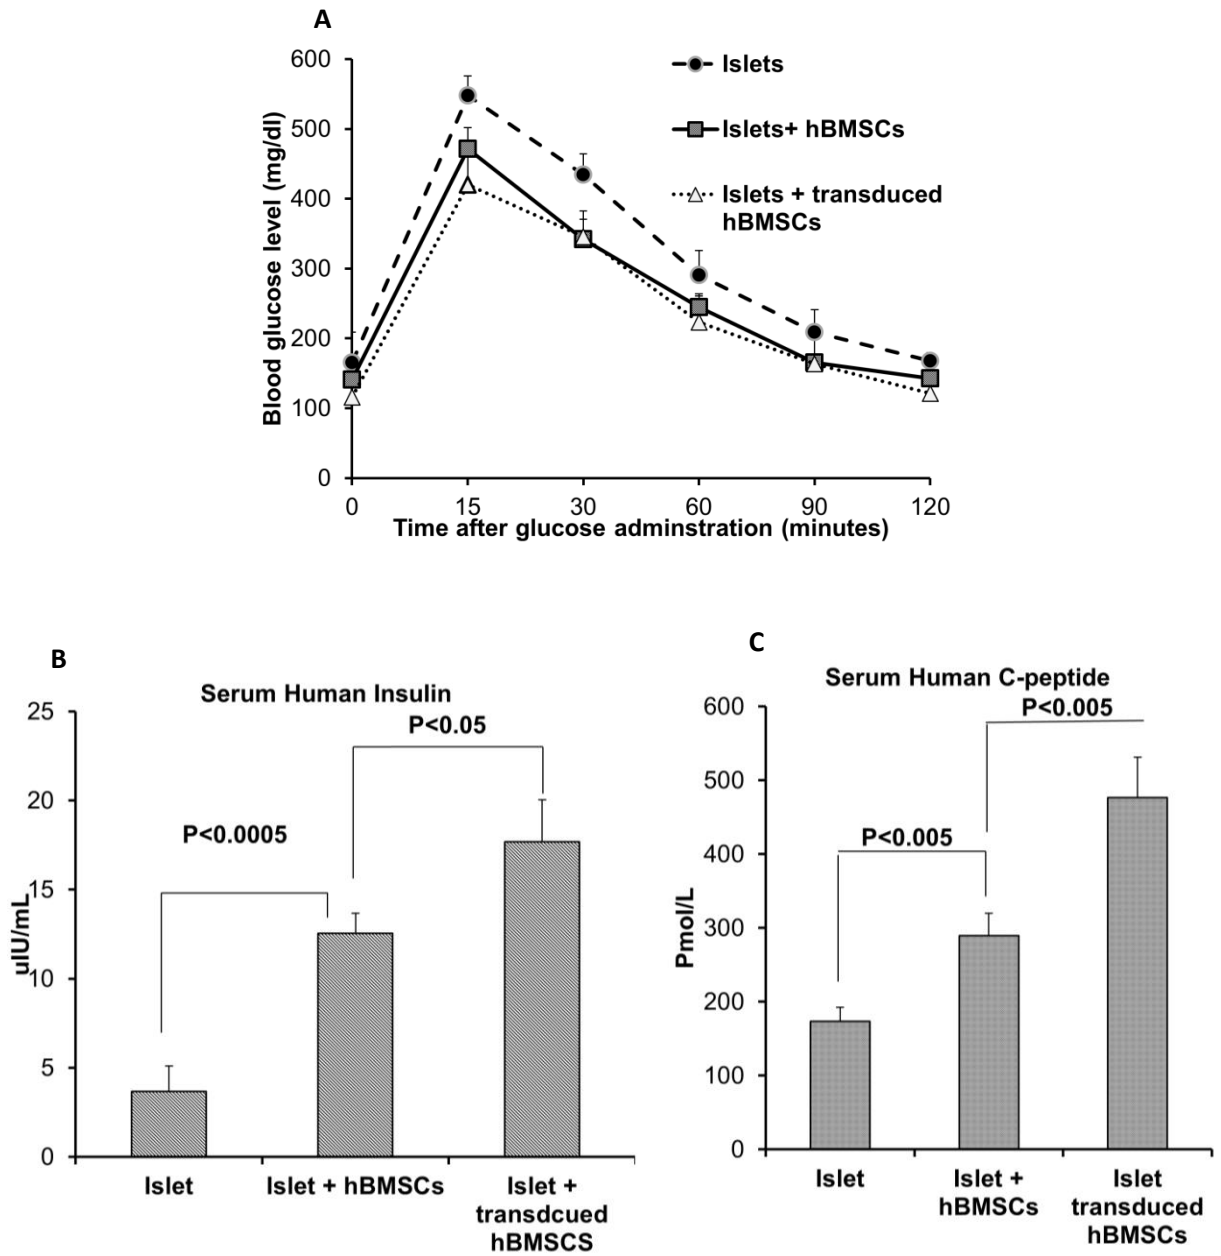 A
600
500
400
300
200
100
0
Blood glucose level (mg/dl)
Islets
Islets+ hBMSCs
Islets + transduced
hBMSCs
0 15 30 60 90 120
Time after glucose adminstration (minutes)
B
Serum Human Insulin
25
20
15
10
5
0
µIU/mL
P<0.0005
P<0.05
Islet
Islet + hBMSCs
Islet +
transdcued
hBMSCS
C
Serum Human C-peptide
600
500
400
300
200
100
0
Pmol/L
P<0.005
P<0.005
Islet
Islet +
hBMSCs
Islet
transduced
hBMSCs